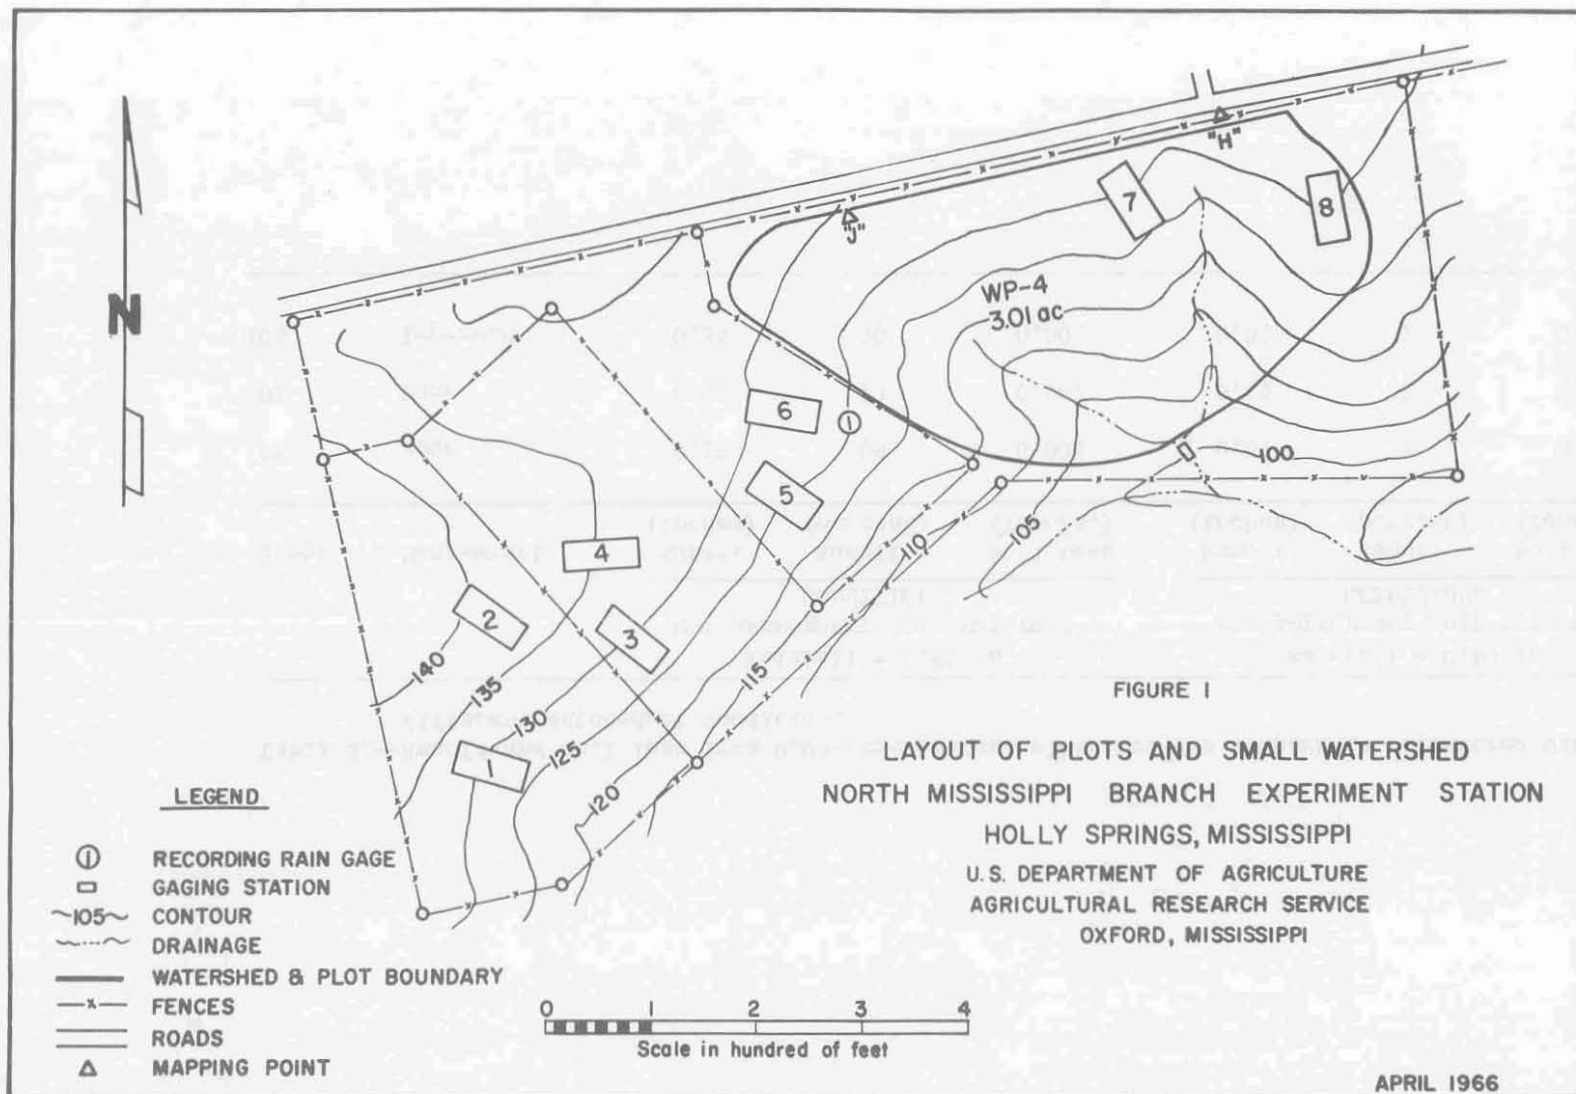 "H"
7
8
"J"
WP-4
3.01 ac
N
6
1
5
100
4
110
105
2
3
140
115
135
130
1
125
120
FIGURE 1
LAYOUT OF PLOTS AND SMALL WATERSHED
NORTH MISSISSIPPI BRANCH EXPERIMENT STATION
HOLLY SPRINGS, MISSISSIPPI
U.S. DEPARTMENT OF AGRICULTURE
AGRICULTURAL RESEARCH SERVICE
OXFORD, MISSISSIPPI
LEGEND
1 RECORDING RAIN GAGE
GAGING STATION
105 CONTOUR
DRAINAGE
WATERSHED & PLOT BOUNDARY
FENCES
ROADS
MAPPING POINT
0 1 2 3 4
Scale in hundred of feet
APRIL 1966